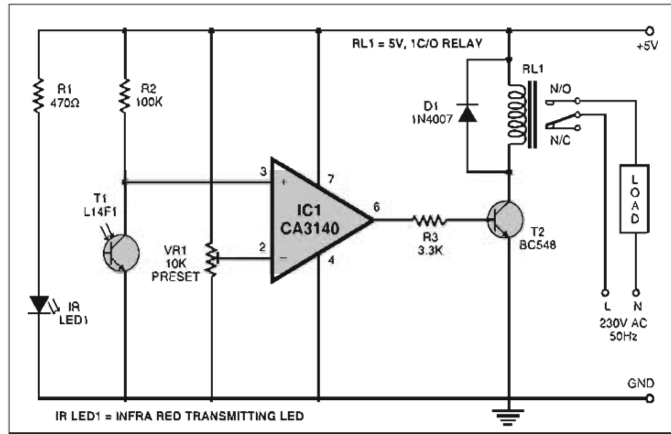 RL1 = 5V, 1C/O RELAY
+5V
R1
470Ω
R2
100K
D1
1N4007
RL1
N/O
N/C
LOAD
T1
L14F1
3
+
7
IC1
CA3140
6
2
–
4
VR1
10K
PRESET
R3
3.3K
T2
BC548
IR
LED1
L
N
230V AC
50Hz
GND
IR LED1 = INFRA RED TRANSMITTING LED